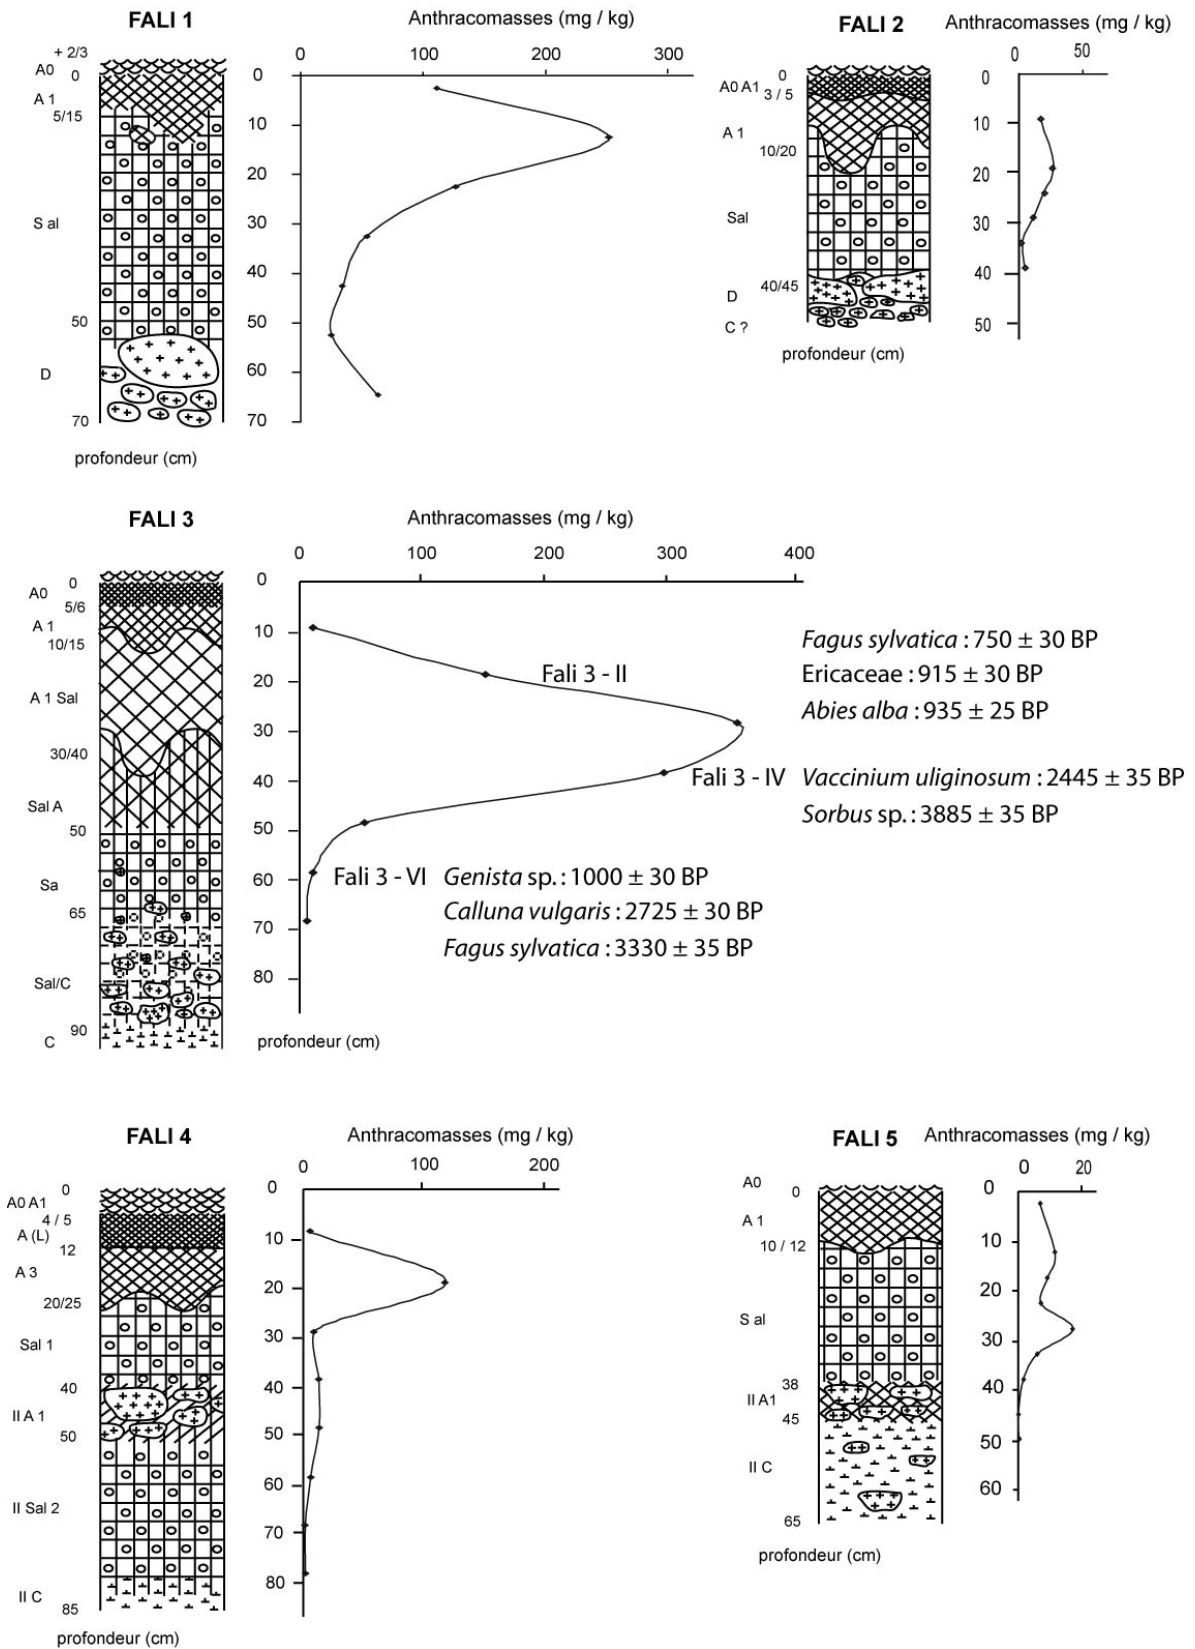 FALI 1
Anthracomasses (mg / kg)
0
100
200
300
+ 2/3
A0
0
A 1
5/15
S al
50
D
70
profondeur (cm)
0
10
20
30
40
50
60
70
FALI 2
Anthracomasses (mg / kg)
0
50
0
A0 A1
3 / 5
A 1
10/20
Sal
40/45
D
C ?
profondeur (cm)
0
10
20
30
40
50
FALI 3
Anthracomasses (mg / kg)
0
100
200
300
400
0
A0
5/6
A 1
10/15
A 1 Sal
30/40
Sal A
50
Sa
65
Sal/C
90
C
0
10
20
30
40
50
60
70
80
profondeur (cm)
Fali 3 - II
Fagus sylvatica : 750 ± 30 BP
Ericaceae : 915 ± 30 BP
Abies alba : 935 ± 25 BP
Fali 3 - IV Vaccinium uliginosum : 2445 ± 35 BP
Sorbus sp. : 3885 ± 35 BP
Fali 3 - VI Genista sp. : 1000 ± 30 BP
Calluna vulgaris : 2725 ± 30 BP
Fagus sylvatica : 3330 ± 35 BP
FALI 4
Anthracomasses (mg / kg)
0
100
200
0
A0 A1
4 / 5
A (L)
12
A 3
20/25
Sal 1
40
II A 1
50
II Sal 2
II C
85
profondeur (cm)
0
10
20
30
40
50
60
70
80
FALI 5
Anthracomasses (mg / kg)
0
20
A0
0
A 1
10 / 12
S al
38
II A1
45
II C
65
profondeur (cm)
0
10
20
30
40
50
60